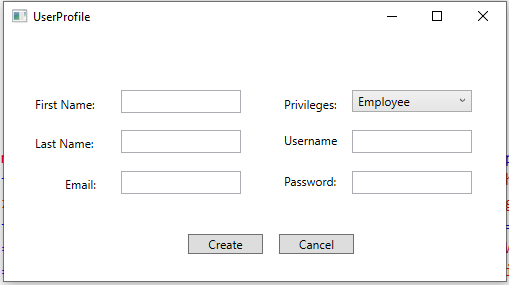 UserProfile
First Name:
Privileges:
Employee
Last Name:
Username
Email:
Password:
Create
Cancel